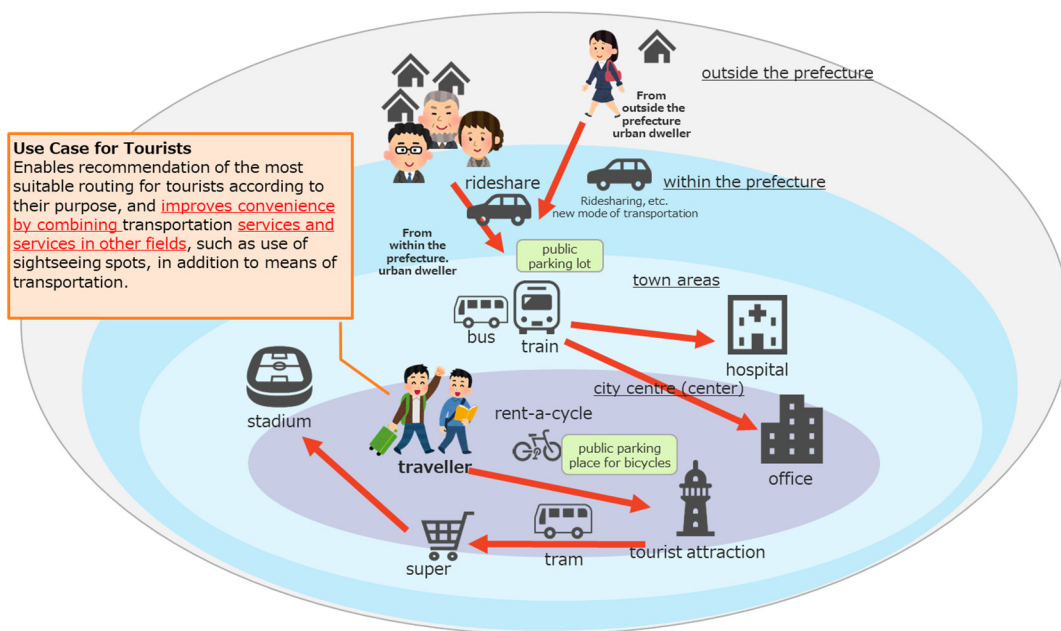 outside the prefecture
From
outside the
prefecture
urban dweller
Use Case for Tourists
Enables recommendation of the most
suitable routing for tourists according to
their purpose, and improves convenience
by combining transportation services and
services in other fields, such as use of
sightseeing spots, in addition to means of
transportation.
rideshare
within the prefecture
Ridesharing, etc.
new mode of transportation
From
within the
prefecture.
urban dweller
public
parking lot
town areas
bus
train
hospital
city centre (center)
stadium
rent-a-cycle
public parking
place for bicycles
traveller
office
tourist attraction
tram
super